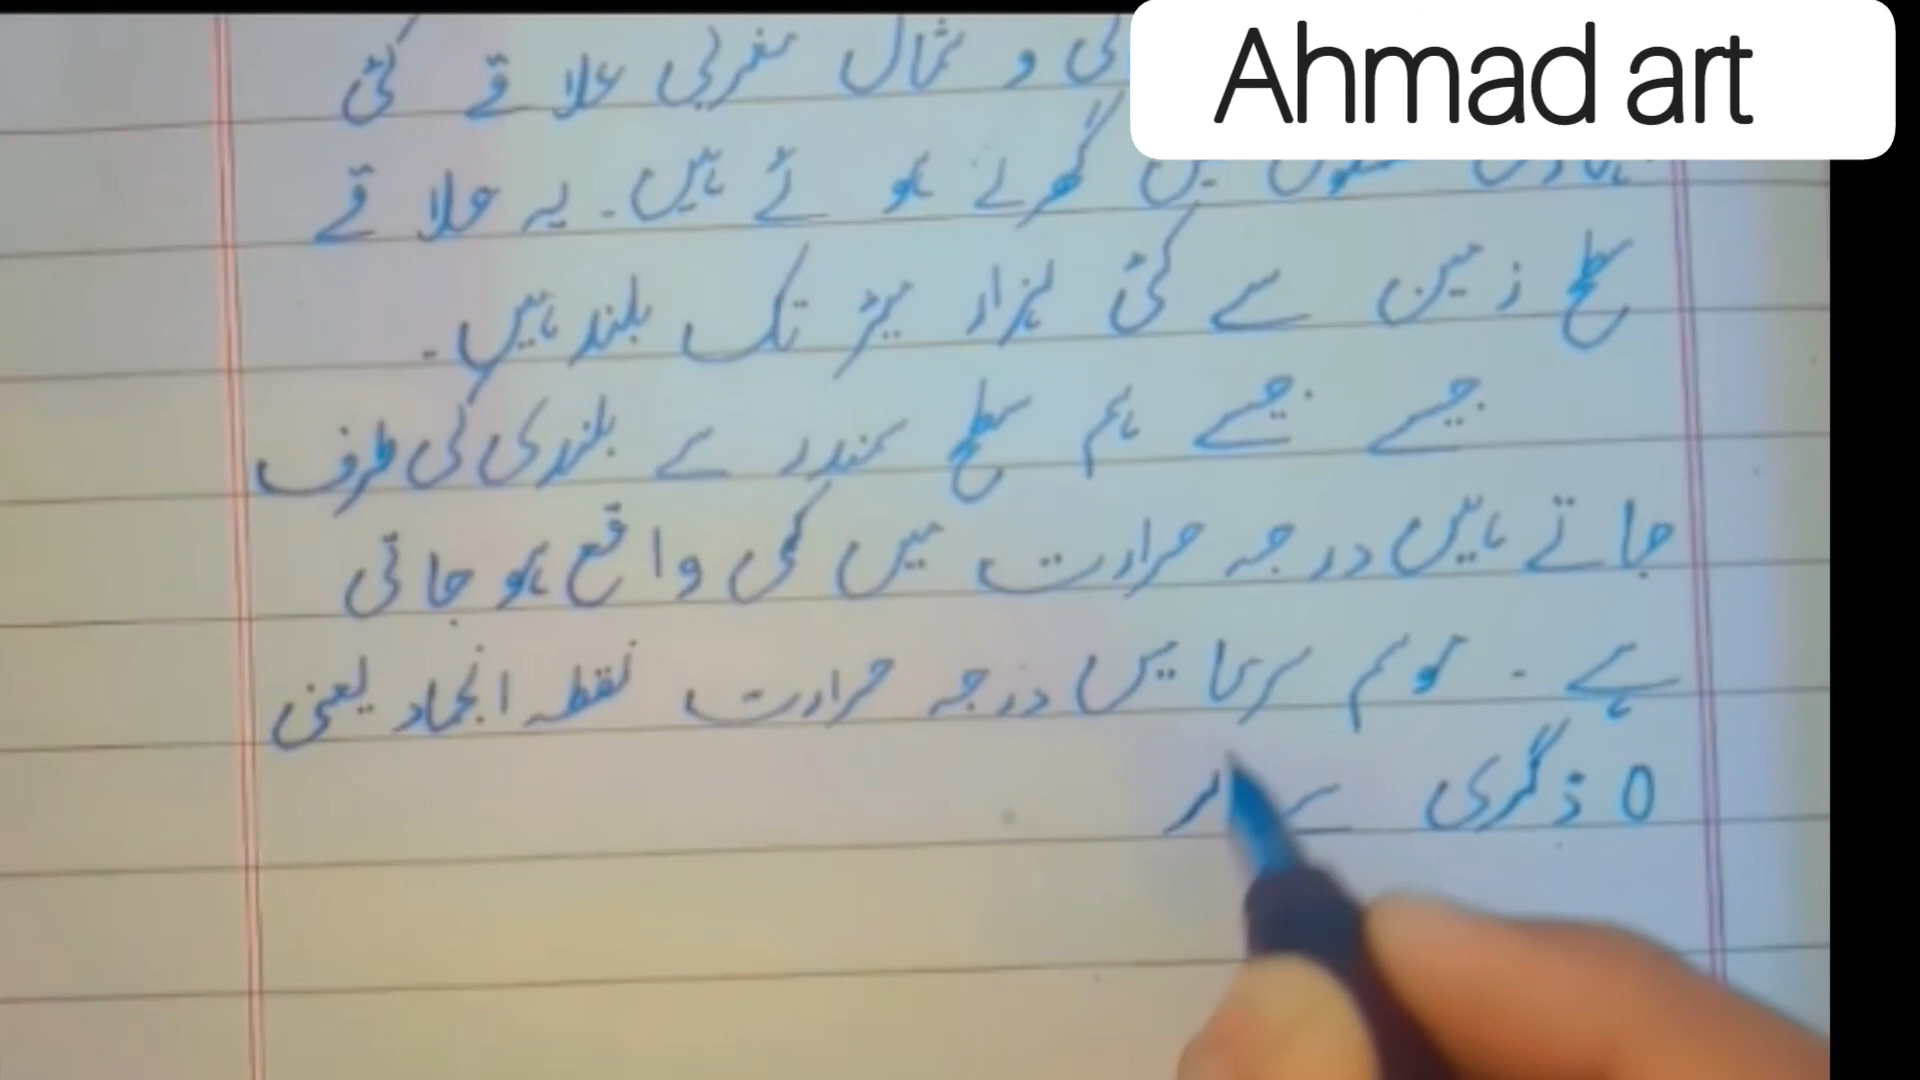 Ahmad art
و شمال مغربی علاقے کئی
میں گھرے ہوئے ہیں۔ یہ علاقے
سطح زمین سے کئی ہزار میٹر تک بلند ہیں۔
جیسے جیسے ہم سطح سمندر سے بلندی کی طرف
جاتے ہیں درجہ حرارت میں کمی واقع ہو جاتی
ہے۔ موسم سرما میں درجہ حرارت نقطہ انجماد یعنی
0 ڈگری سے